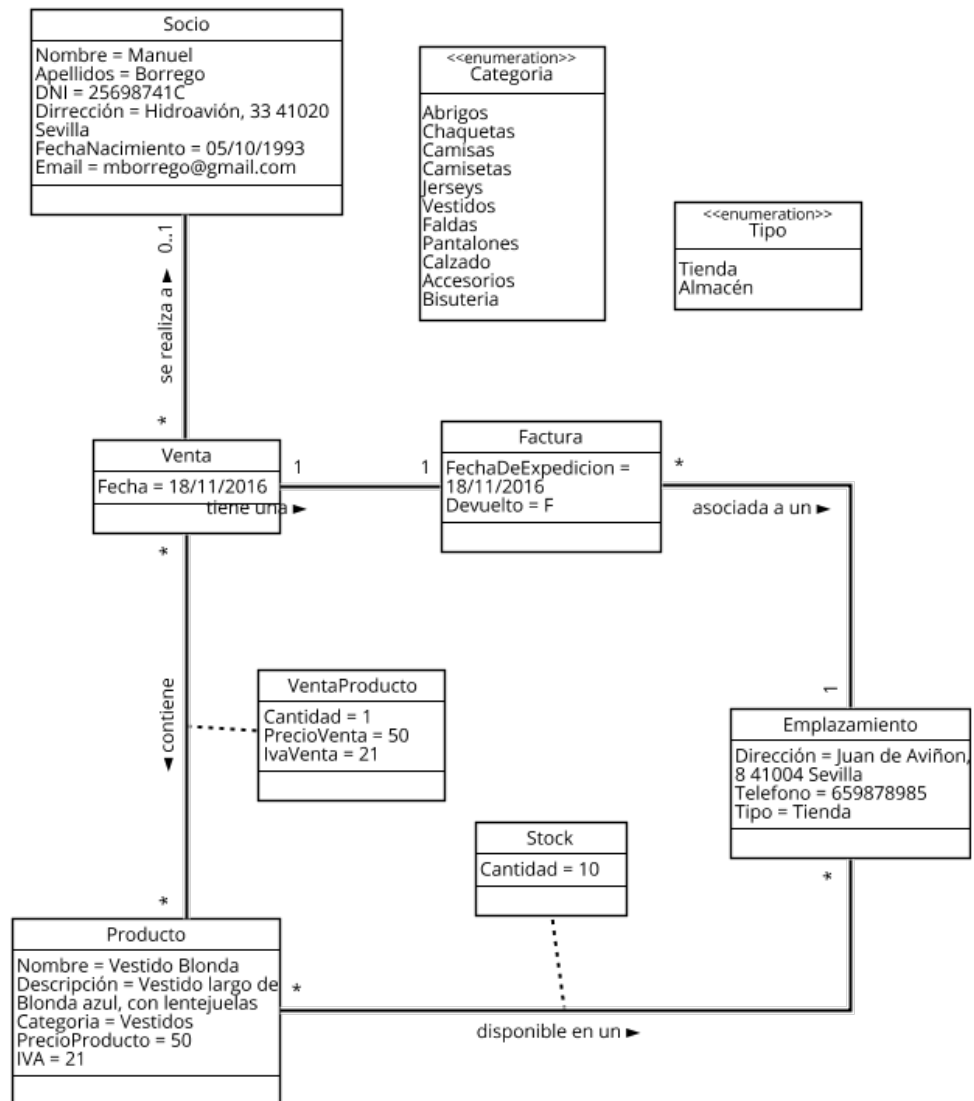 Socio
Nombre = Manuel
Apellidos = Borrego
DNI = 25698741C
Dirrección = Hidroavión, 33 41020
Sevilla
FechaNacimiento = 05/10/1993
Email = mborrego@gmail.com
<<enumeration>>
Categoria
Abrigos
Chaquetas
Camisas
Camisetas
Jerseys
Vestidos
Faldas
Pantalones
Calzado
Accesorios
Bisuteria
<<enumeration>>
Tipo
Tienda
Almacén
0..1
se realiza a ►
*
Venta
Fecha = 18/11/2016
1
1
tiene una ►
Factura
FechaDeExpedicion =
18/11/2016
Devuelto = F
*
asociada a un ►
1
*
◄ contiene
*
VentaProducto
Cantidad = 1
PrecioVenta = 50
IvaVenta = 21
Emplazamiento
Dirección = Juan de Aviñon,
8 41004 Sevilla
Telefono = 659878985
Tipo = Tienda
*
Stock
Cantidad = 10
Producto
Nombre = Vestido Blonda
Descripción = Vestido largo de
Blonda azul, con lentejuelas
Categoria = Vestidos
PrecioProducto = 50
IVA = 21
*
disponible en un ►